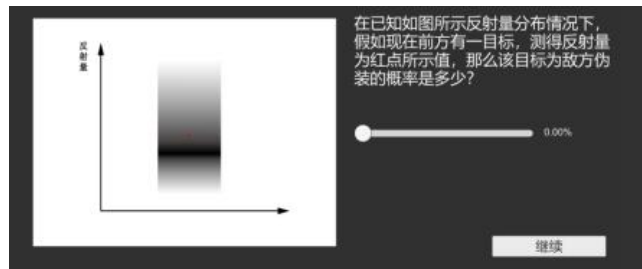 反射量
在已知如图所示反射量分布情况下，
假如现在前方有一目标，测得反射量
为红点所示值，那么该目标为敌方伪
装的概率是多少？
0.00%
继续